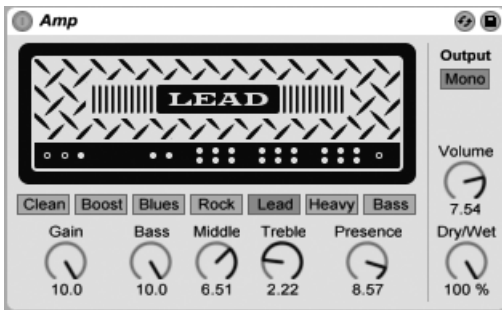 Amp
LEAD
Output
Mono
Volume
7.54
Clean Boost Blues Rock Lead Heavy Bass
Gain Bass Middle Treble Presence Dry/Wet
10.0 10.0 6.51 2.22 8.57 100 %